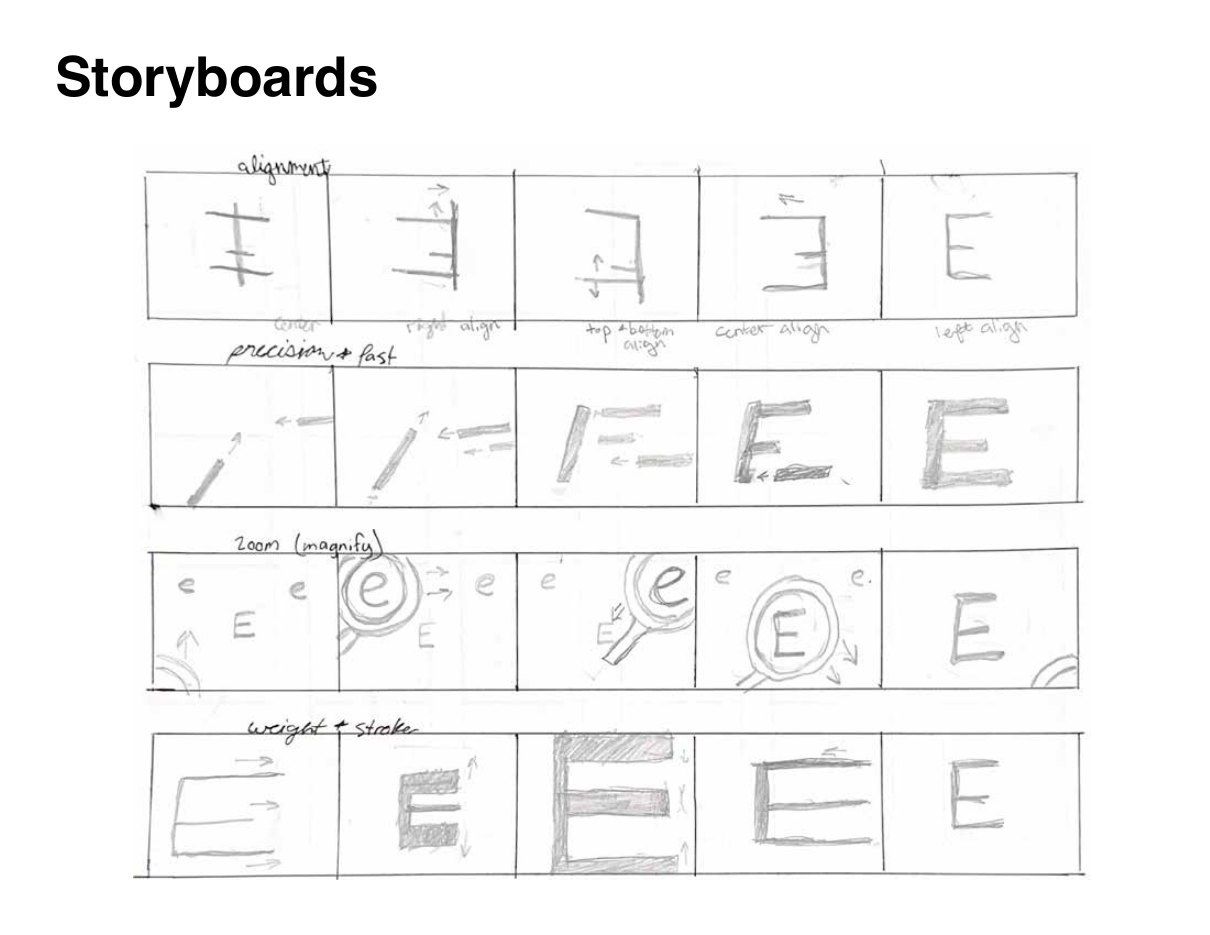 Storyboards
alignment
center
right align
top + bottom
align
center align
left align
precision + fast
E
E
zoom (magnify)
e e
E
e e
E
e e
E
e e.
E
E
weight + stroke
E
E
E
E
E